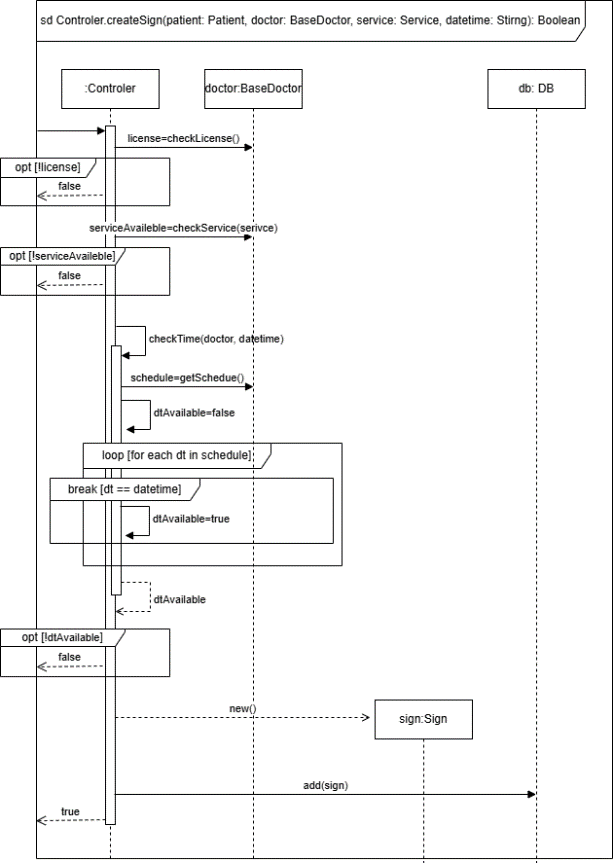 sd Controler.createSign(patient: Patient, doctor: BaseDoctor, service: Service, datetime: Stirng): Boolean
:Controler
doctor:BaseDoctor
db: DB
license=checkLicense()
opt [!license]
false
serviceAvaileble=checkService(serivce)
opt [!serviceAvaileble]
false
checkTime(doctor, datetime)
schedule=getSchedue()
dtAvailable=false
loop [for each dt in schedule]
break [dt == datetime]
dtAvailable=true
dtAvailable
opt [!dtAvailable]
false
new()
sign:Sign
add(sign)
true